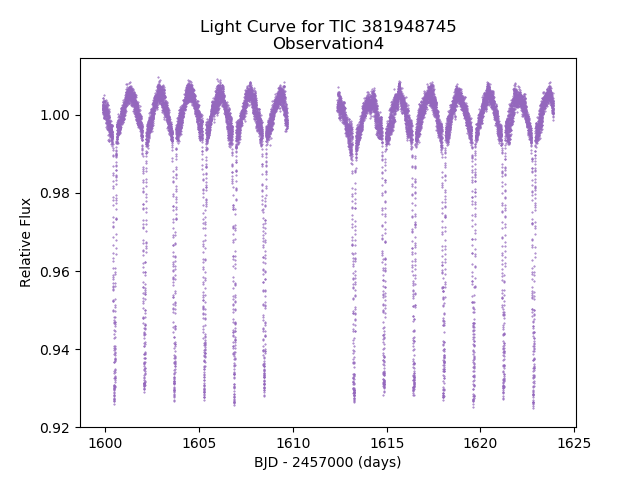 Light Curve for TIC 381948745
Observation4
1.00
0.98
0.96
0.94
0.92
Relative Flux
1600
1605
1610
1615
1620
1625
BJD - 2457000 (days)